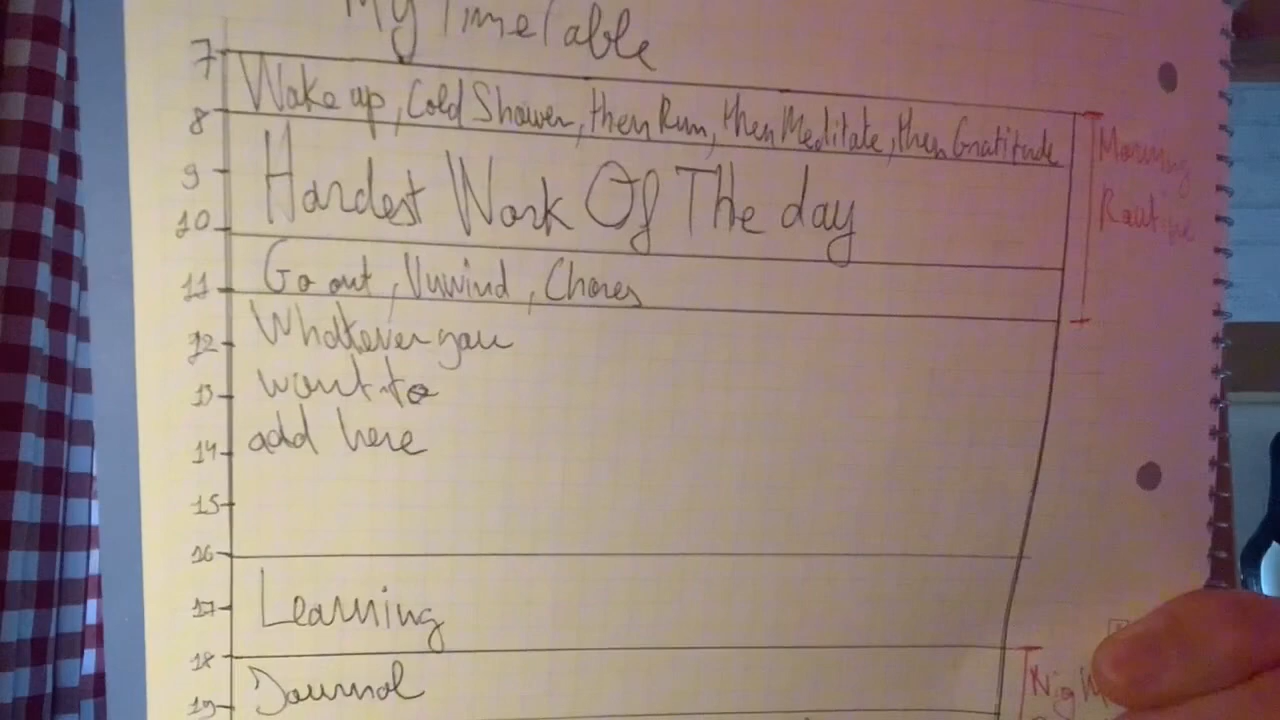 My TimeTable
7
Wake up, Cold Shower, then Run, then Meditate, then Gratitude
8
Morning
Routine
9
Hardest Work Of The day
10
Go out, Unwind, Chores
11
Whatever you
12
want to
13
add here
14
15
16
Learning
17
18
Journal
19